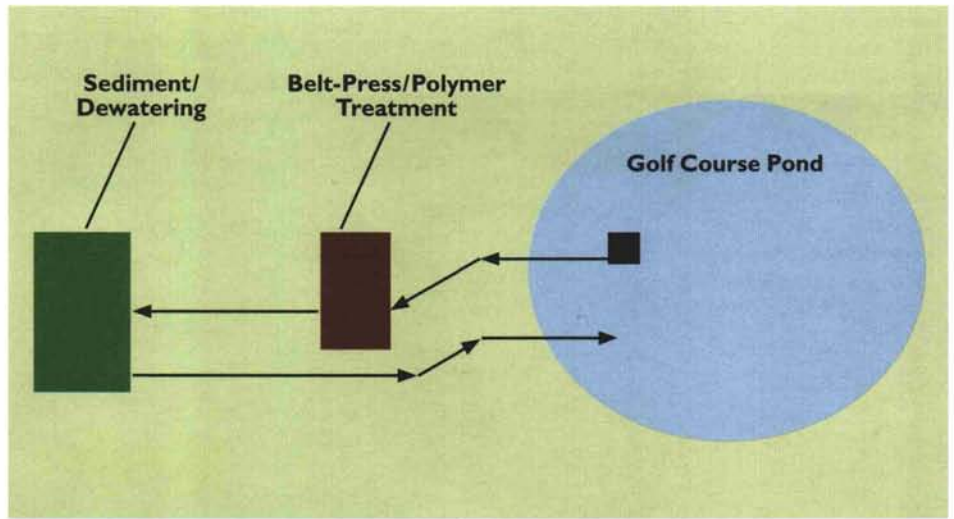 Sediment/
Dewatering
Belt-Press/Polymer
Treatment
Golf Course Pond